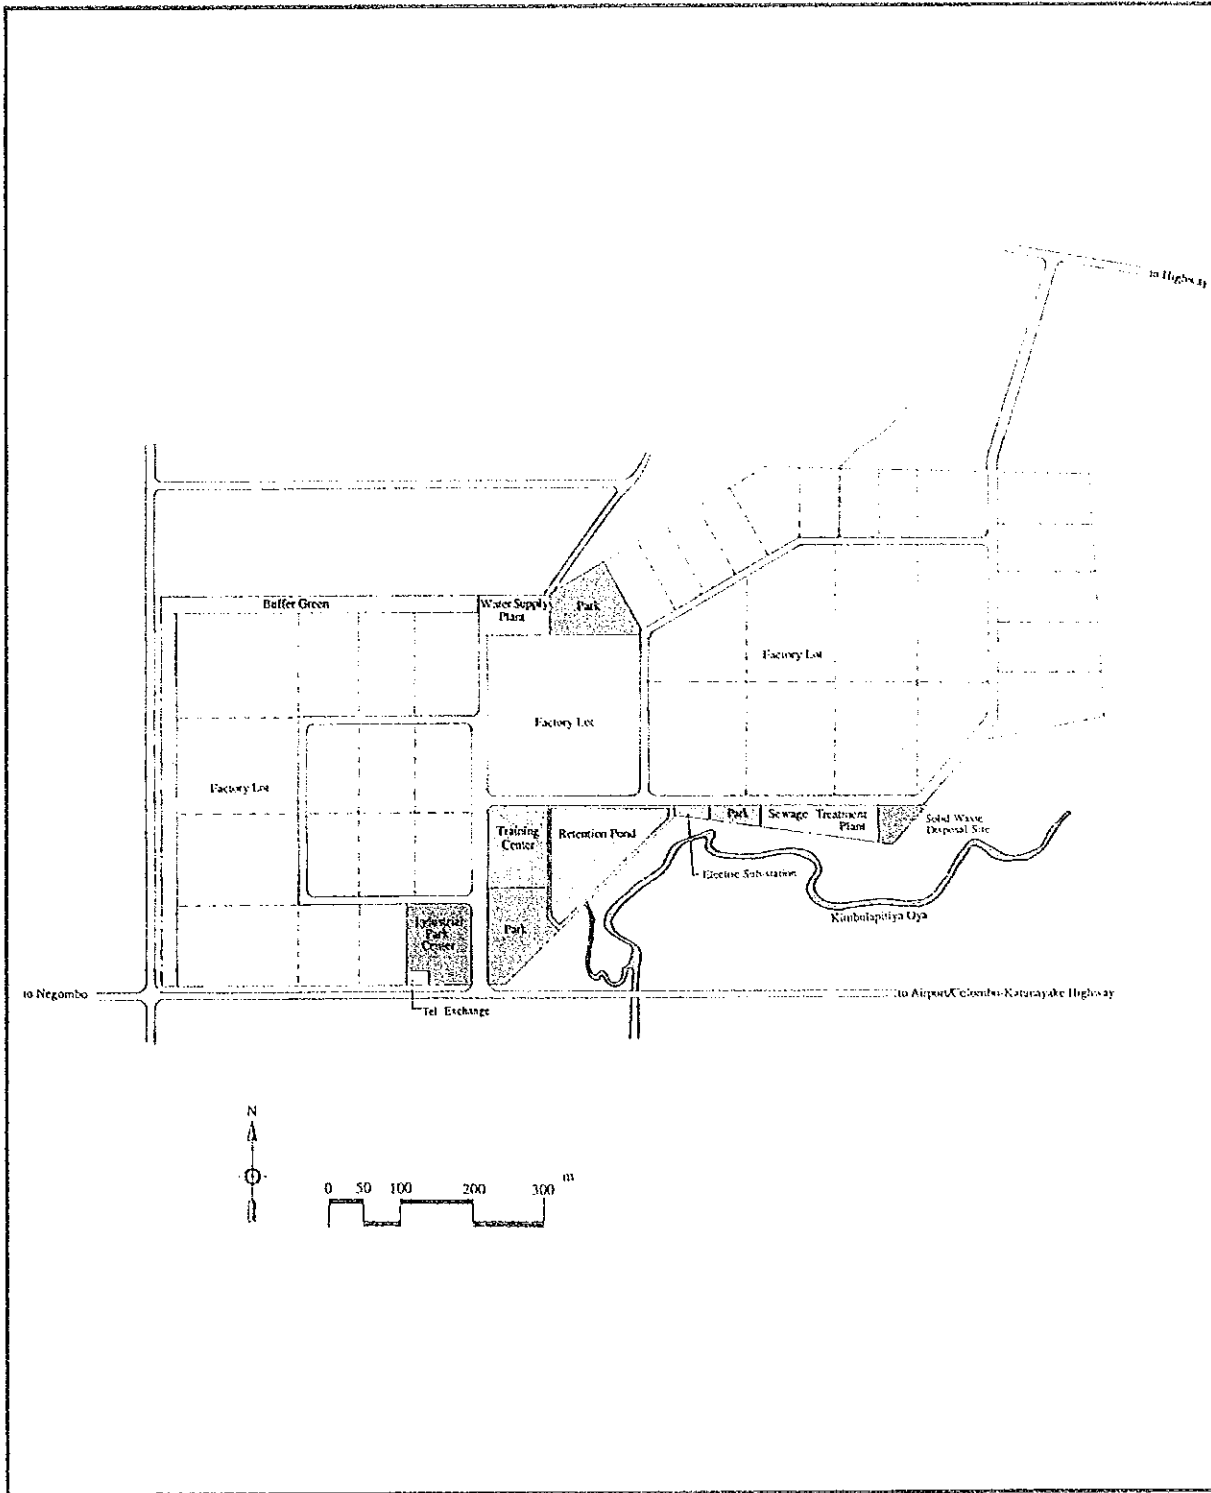 to Highway
Buffer Green
Water Supply
Plant
Park
Factory Lot
Factory Lot
Factory Lot
Training
Center
Retention Pond
Park
Sewage Treatment
Plant
Solid Waste
Disposal Site
Electric Sub-station
Kimbulapitiya Oya
Industrial
Park
Center
Park
to Negombo
to Airport/Colombo-Katunayake Highway
Tel Exchange
N
0 50 100 200 300 m